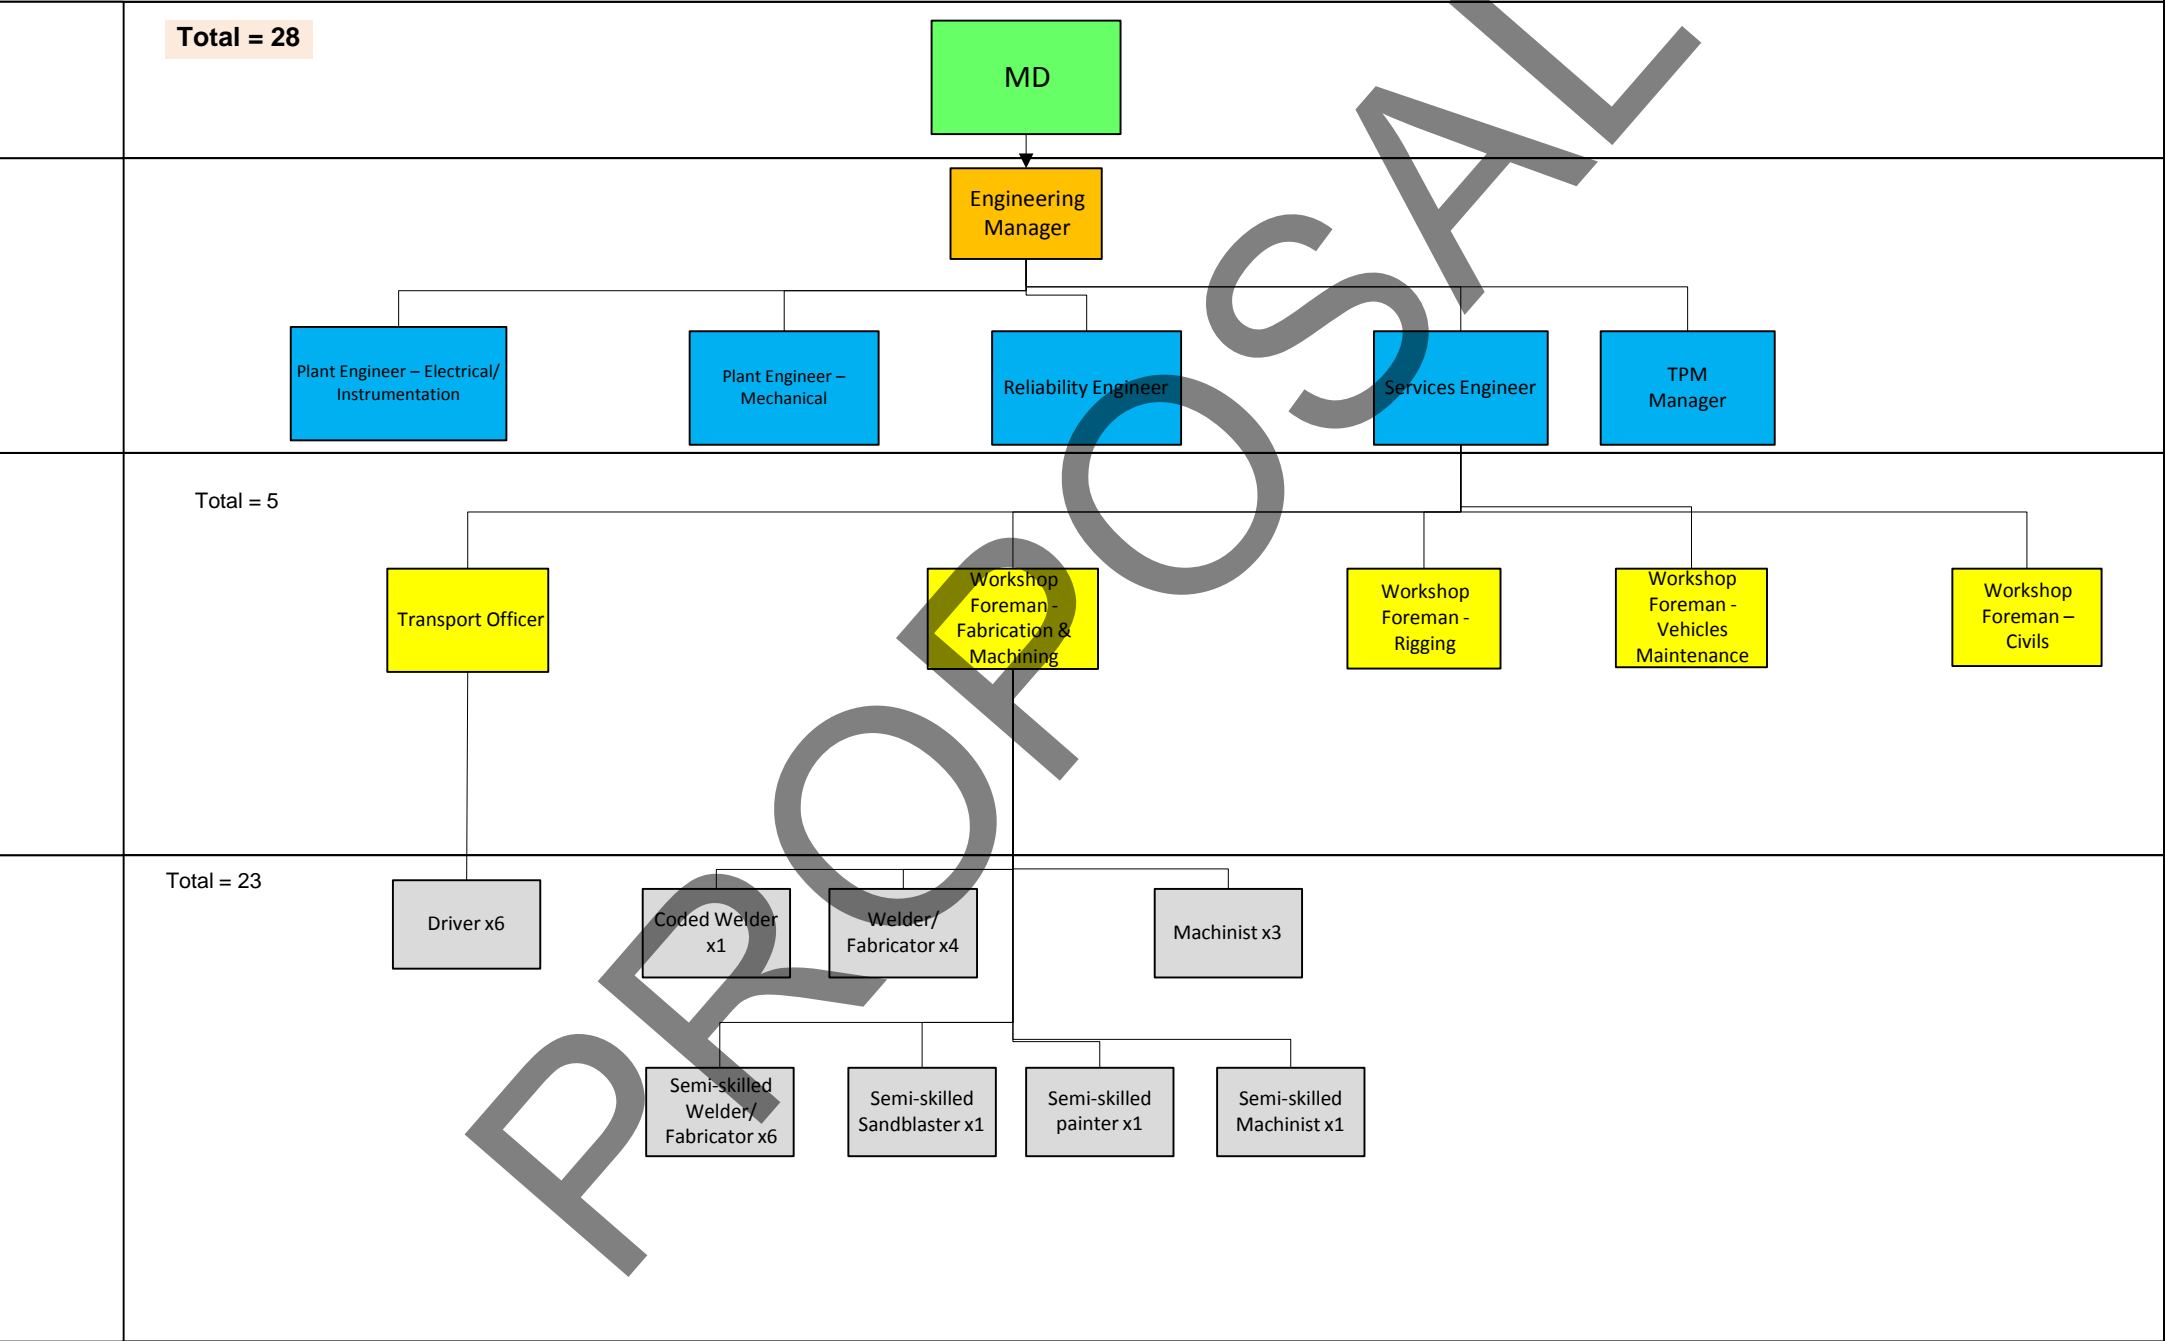 Total = 28
MD
Engineering
Manager
Plant Engineer – Electrical/
Instrumentation
Plant Engineer –
Mechanical
Reliability Engineer
Services Engineer
TPM
Manager
Total = 5
Transport Officer
Workshop
Foreman -
Fabrication &
Machining
Workshop
Foreman -
Rigging
Workshop
Foreman -
Vehicles
Maintenance
Workshop
Foreman –
Civils
Total = 23
Driver x6
Coded Welder
x1
Welder/
Fabricator x4
Machinist x3
Semi-skilled
Welder/
Fabricator x6
Semi-skilled
Sandblaster x1
Semi-skilled
painter x1
Semi-skilled
Machinist x1
PROPOSAL